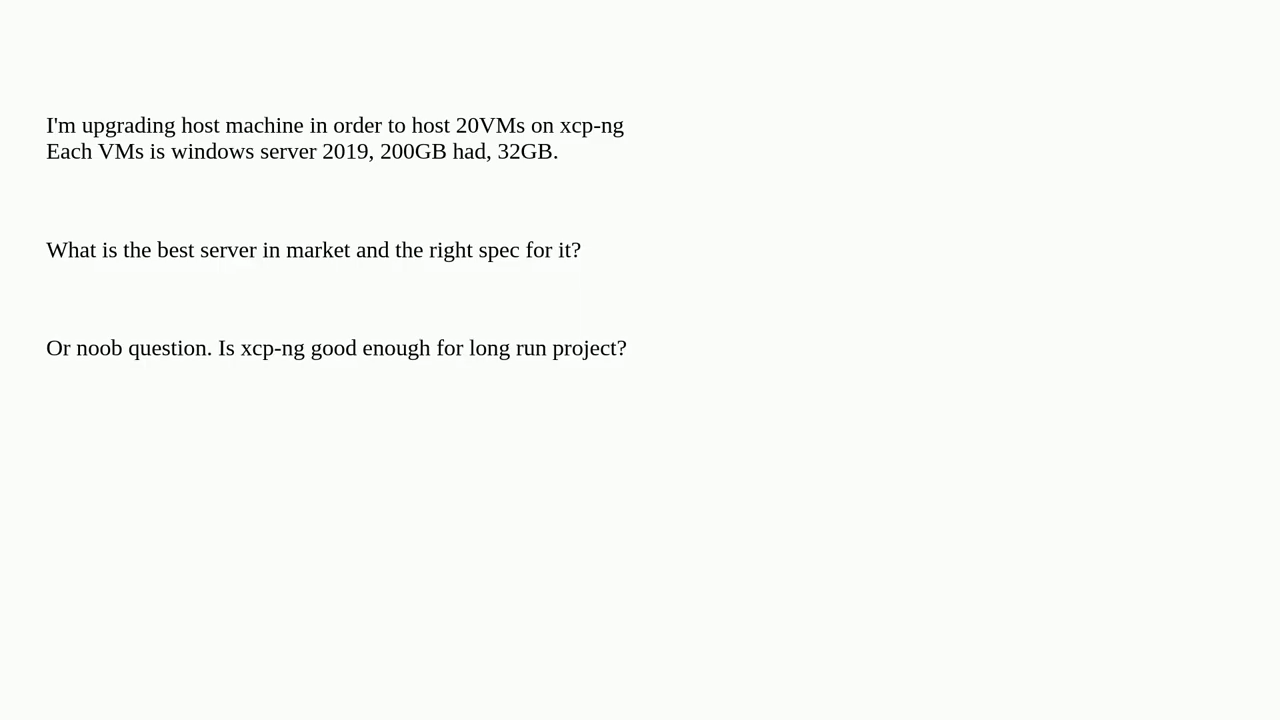 I'm upgrading host machine in order to host 20VMs on xcp-ng
Each VMs is windows server 2019, 200GB had, 32GB.
What is the best server in market and the right spec for it?
Or noob question. Is xcp-ng good enough for long run project?